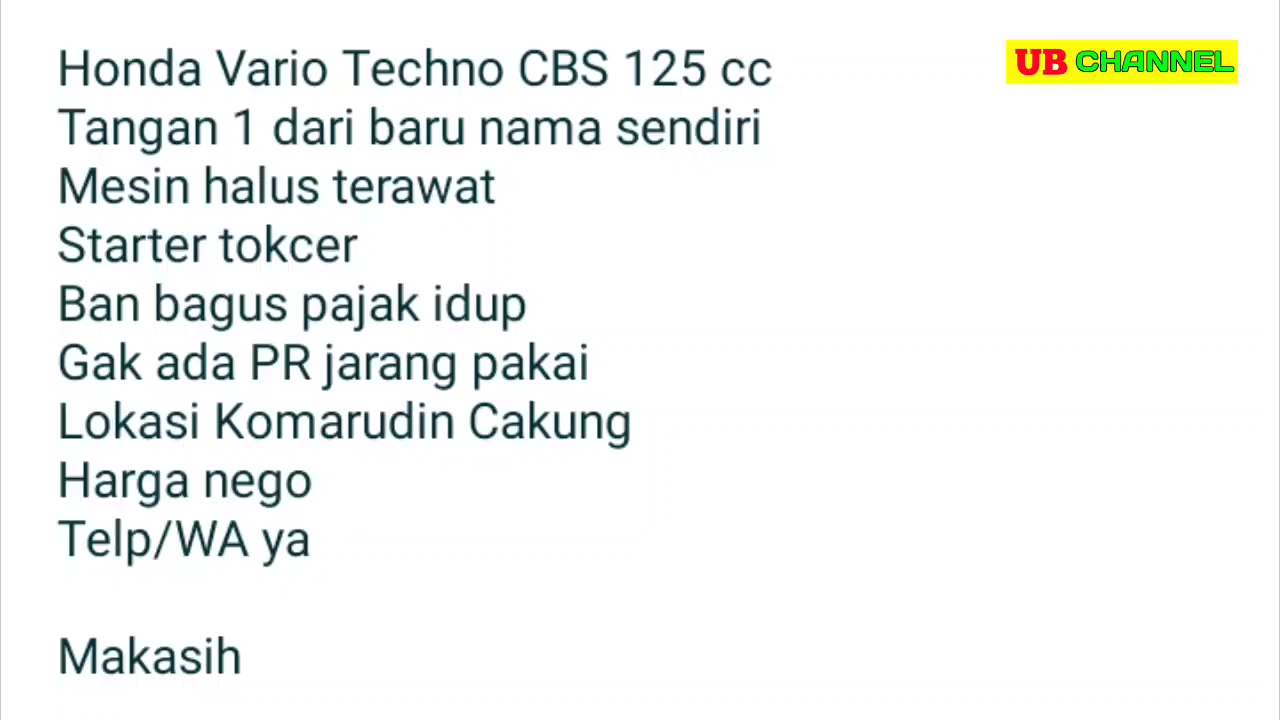 Honda Vario Techno CBS 125 cc
UB CHANNEL
Tangan 1 dari baru nama sendiri
Mesin halus terawat
Starter tokcer
Ban bagus pajak idup
Gak ada PR jarang pakai
Lokasi Komarudin Cakung
Harga nego
Telp/WA ya
Makasih